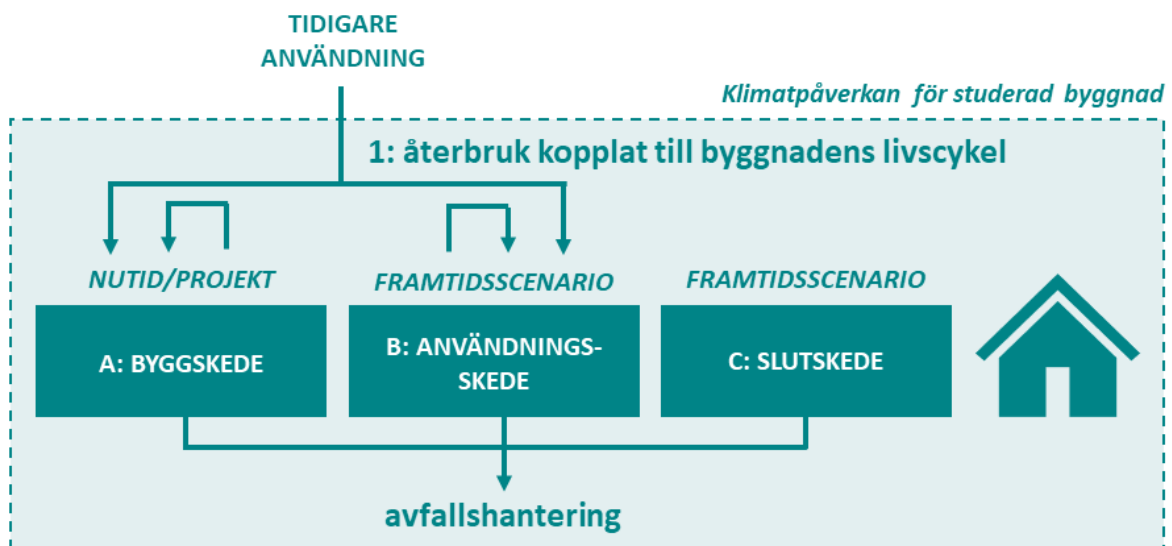 TIDIGARE
ANVÄNDNING
Klimatpåverkan för studerad byggnad
1: återbruk kopplat till byggnadens livscykel
NUTID/PROJEKT
FRAMTIDSSCENARIO
FRAMTIDSSCENARIO
A: BYGGSKEDE
B: ANVÄNDNINGS-
SKEDE
C: SLUTSKEDE
avfallshantering